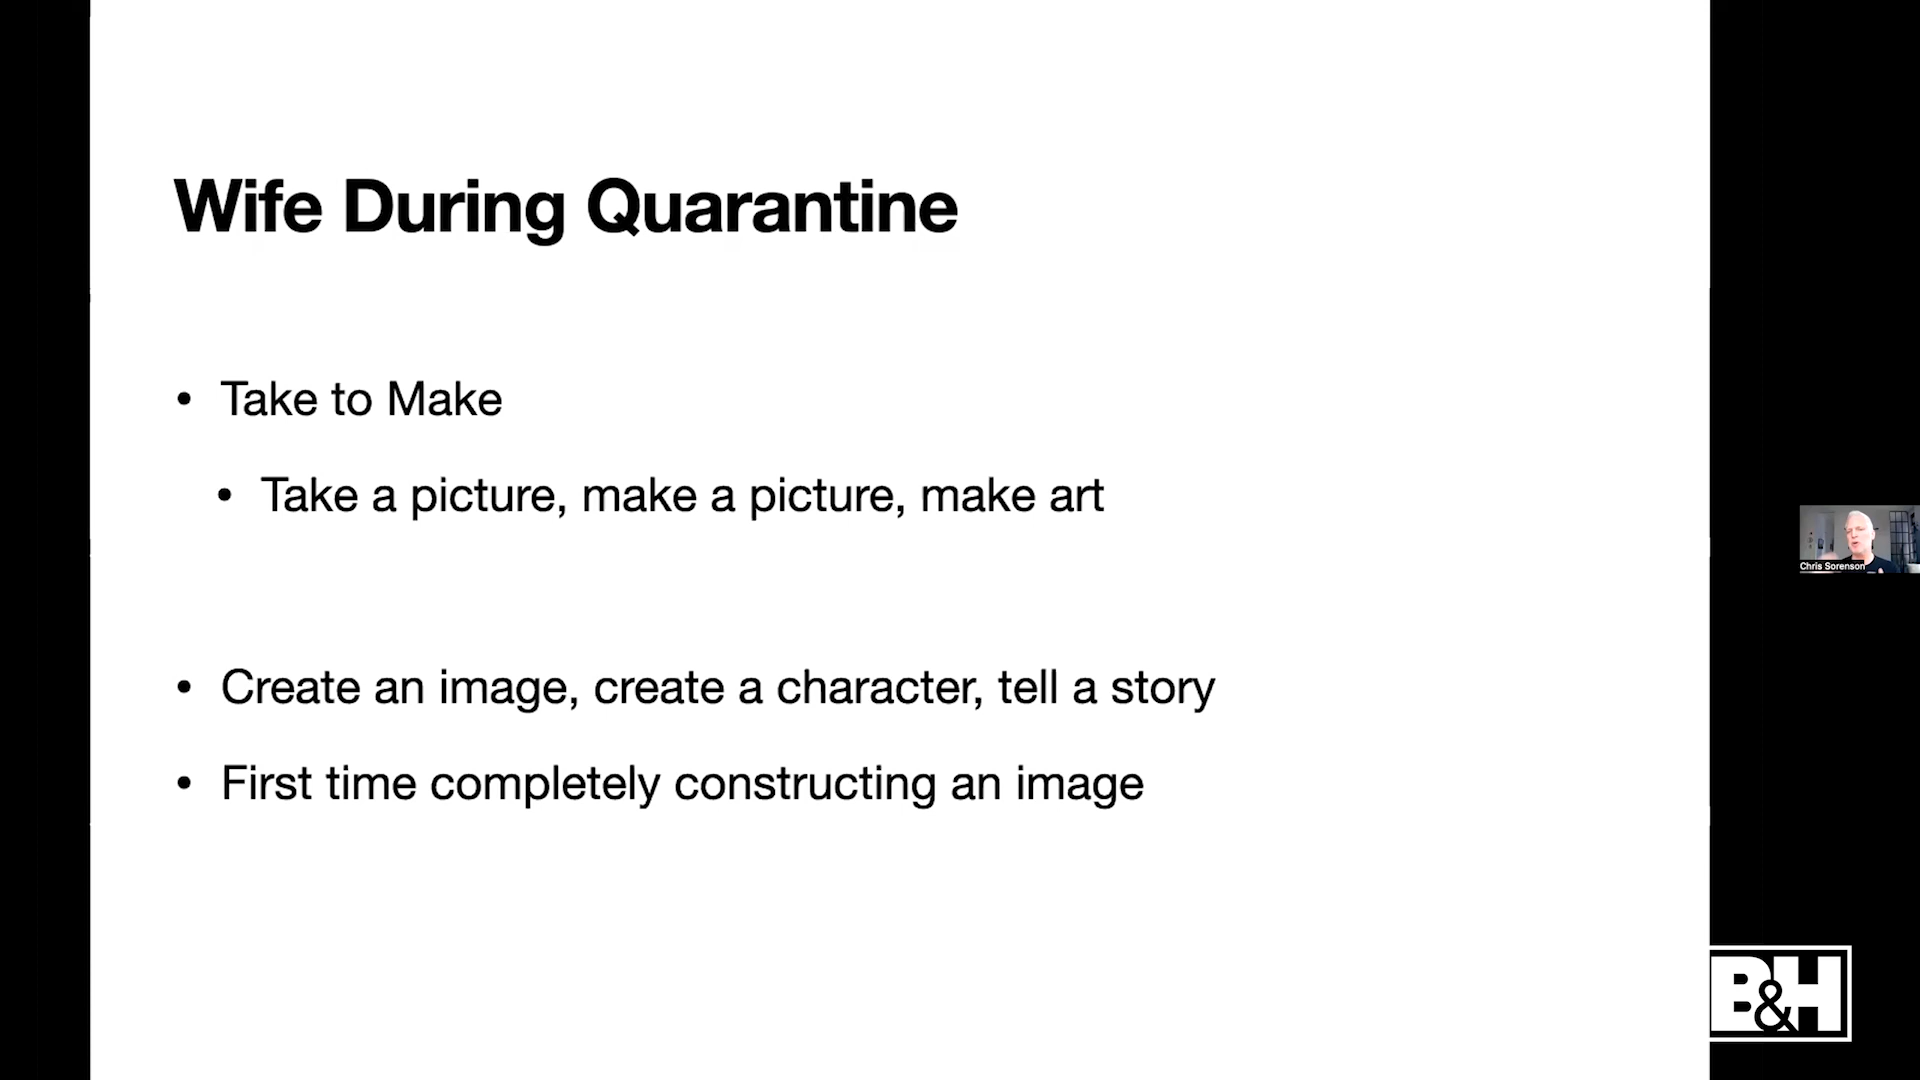 Wife During Quarantine
• Take to Make
• Take a picture, make a picture, make art
• Create an image, create a character, tell a story
• First time completely constructing an image
Chris Sorenson
B&H